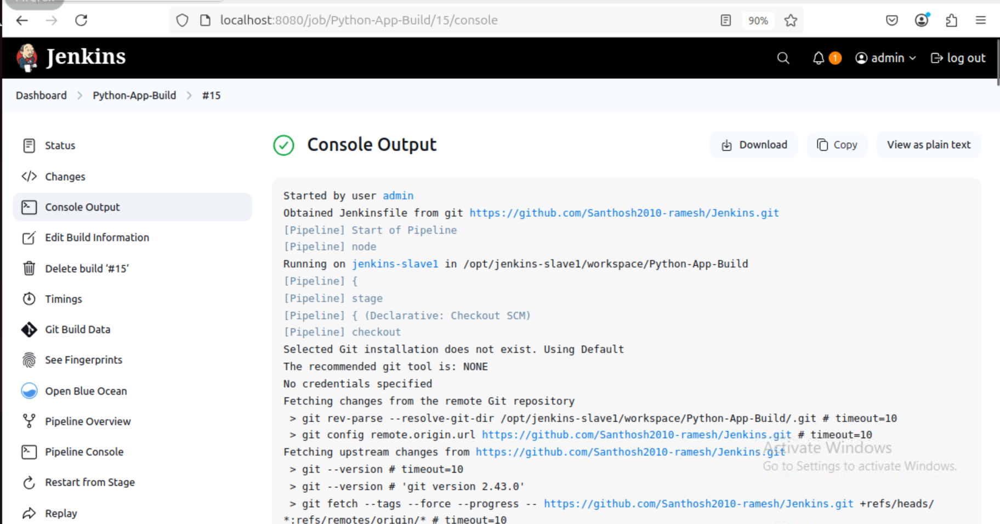 localhost:8080/job/Python-App-Build/15/console
90%
Jenkins
1
admin
log out
Dashboard
Python-App-Build
#15
Status
Changes
Console Output
Edit Build Information
Delete build ‘#15’
Timings
Git Build Data
See Fingerprints
Open Blue Ocean
Pipeline Overview
Pipeline Console
Restart from Stage
Replay
Console Output
Download
Copy
View as plain text
Started by user admin
Obtained Jenkinsfile from git https://github.com/Santhosh2010-ramesh/Jenkins.git
[Pipeline] Start of Pipeline
[Pipeline] node
Running on jenkins-slave1 in /opt/jenkins-slave1/workspace/Python-App-Build
[Pipeline] {
[Pipeline] stage
[Pipeline] { (Declarative: Checkout SCM)
[Pipeline] checkout
Selected Git installation does not exist. Using Default
The recommended git tool is: NONE
No credentials specified
Fetching changes from the remote Git repository
> git rev-parse --resolve-git-dir /opt/jenkins-slave1/workspace/Python-App-Build/.git # timeout=10
> git config remote.origin.url https://github.com/Santhosh2010-ramesh/Jenkins.git # timeout=10
Fetching upstream changes from https://github.com/Santhosh2010-ramesh/Jenkins.git
> git --version # timeout=10
> git --version # 'git version 2.43.0'
> git fetch --tags --force --progress -- https://github.com/Santhosh2010-ramesh/Jenkins.git +refs/heads/
*:refs/remotes/origin/* # timeout=10
Activate Windows
Go to Settings to activate Windows.